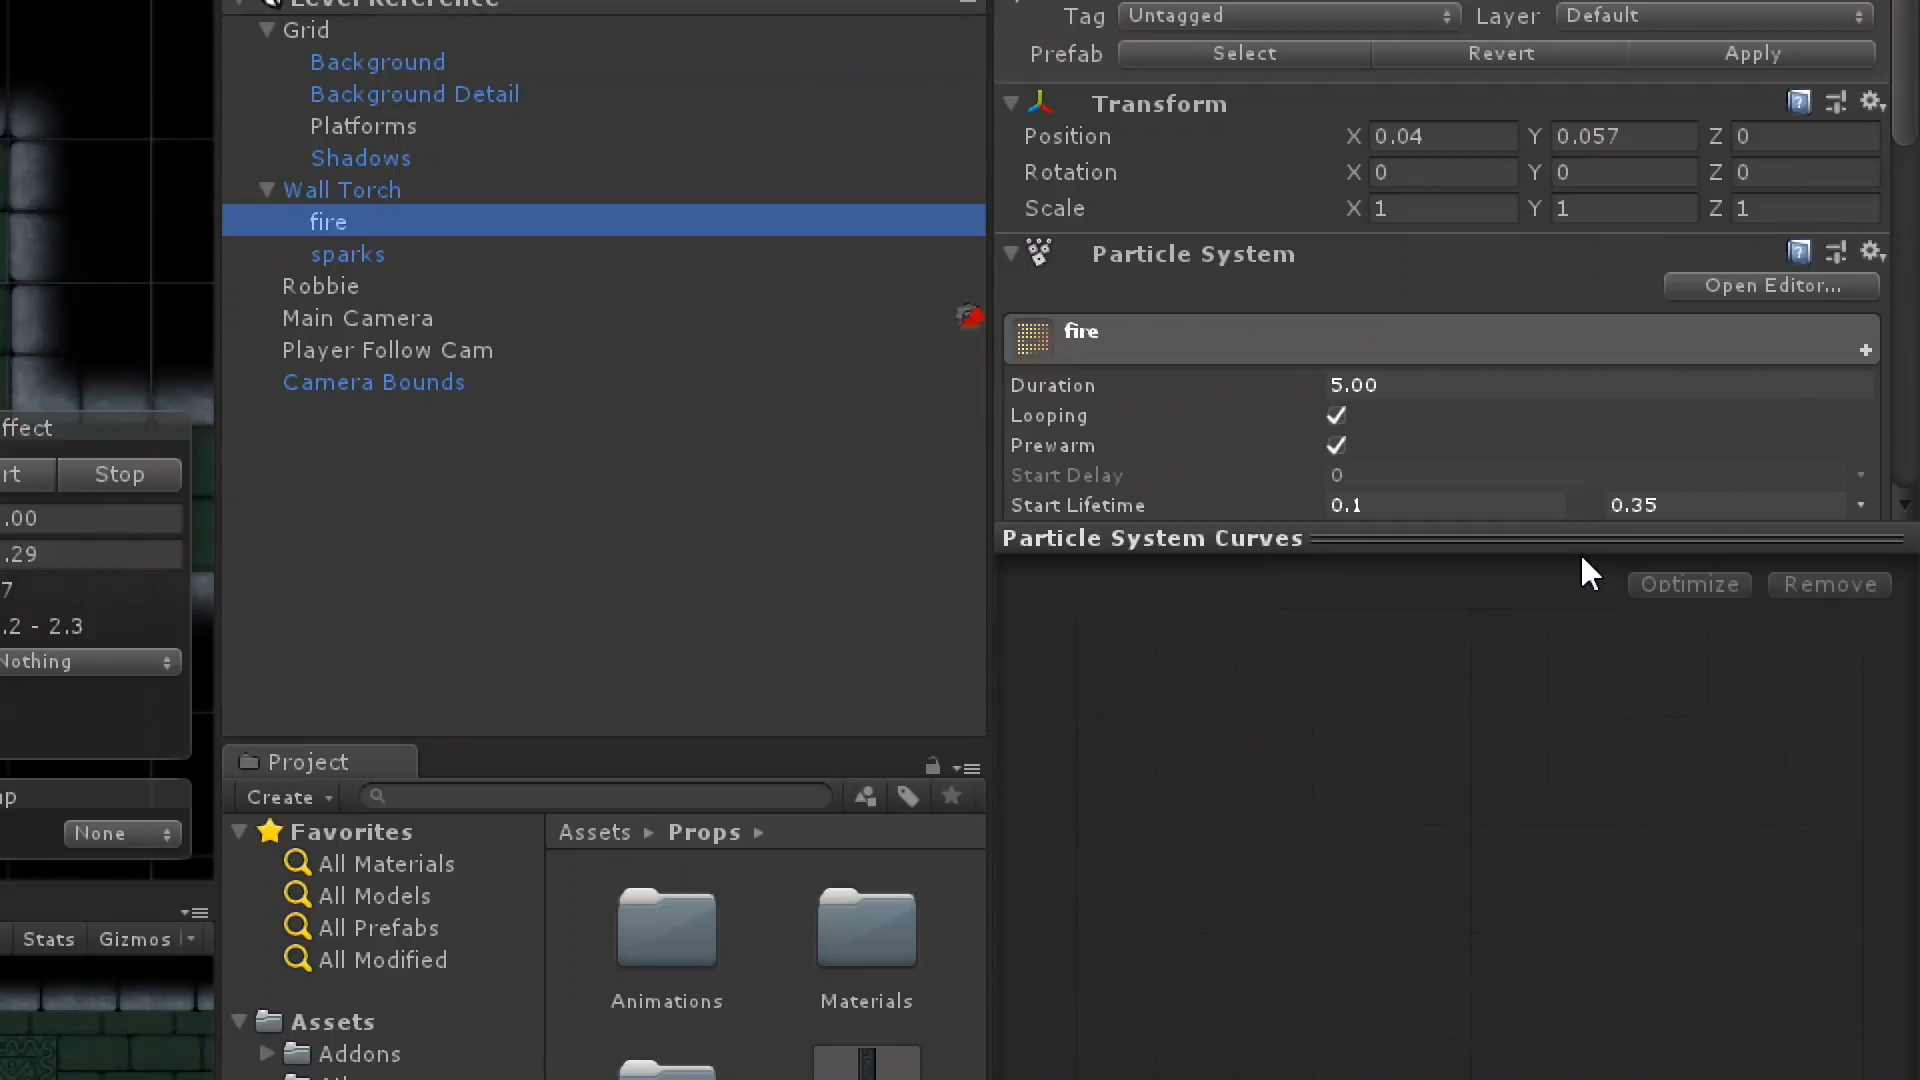 Level Reference
Grid
Background
Background Detail
Platforms
Shadows
Wall Torch
fire
sparks
Robbie
Main Camera
Player Follow Cam
Camera Bounds
Tag Untagged Layer Default
Prefab Select Revert Apply
Transform
Position X 0.04 Y 0.057 Z 0
Rotation X 0 Y 0 Z 0
Scale X 1 Y 1 Z 1
Particle System
Open Editor...
fire
Duration 5.00
Looping
Prewarm
Start Delay 0
Start Lifetime 0.1 0.35
Particle System Curves
Optimize Remove
ffect
rt Stop
.00
.29
7
.2 - 2.3
Nothing
None
Stats Gizmos
Project
Create
Favorites
All Materials
All Models
All Prefabs
All Modified
Assets
Addons
Assets Props
Animations
Materials